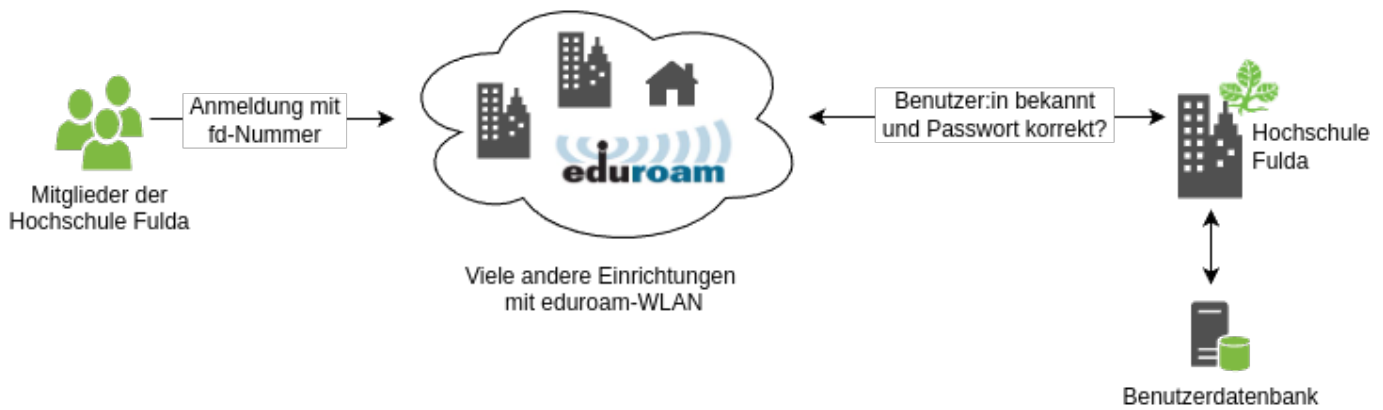 Anmeldung mit
fd-Nummer
Mitglieder der
Hochschule Fulda
eduroam
Viele andere Einrichtungen
mit eduroam-WLAN
Benutzer:in bekannt
und Passwort korrekt?
Hochschule
Fulda
Benutzerdatenbank